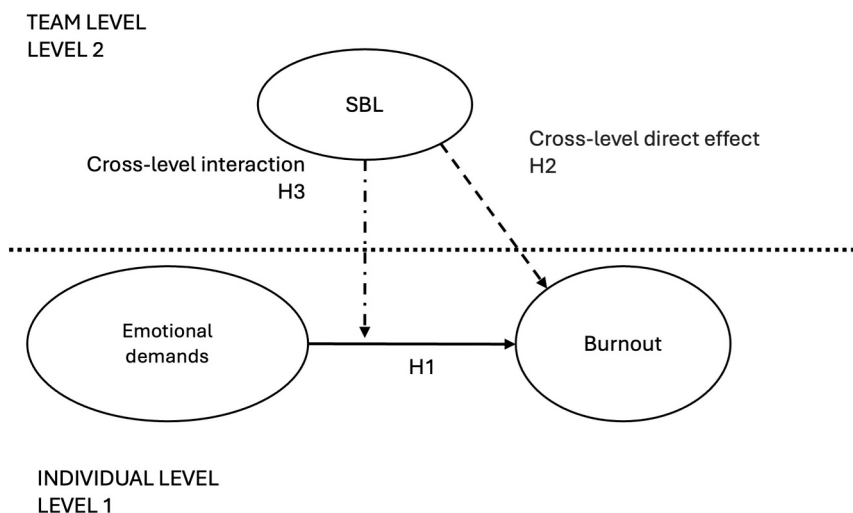 TEAM LEVEL
LEVEL 2
SBL
Cross-level interaction
H3
Cross-level direct effect
H2
Emotional
demands
H1
Burnout
INDIVIDUAL LEVEL
LEVEL 1